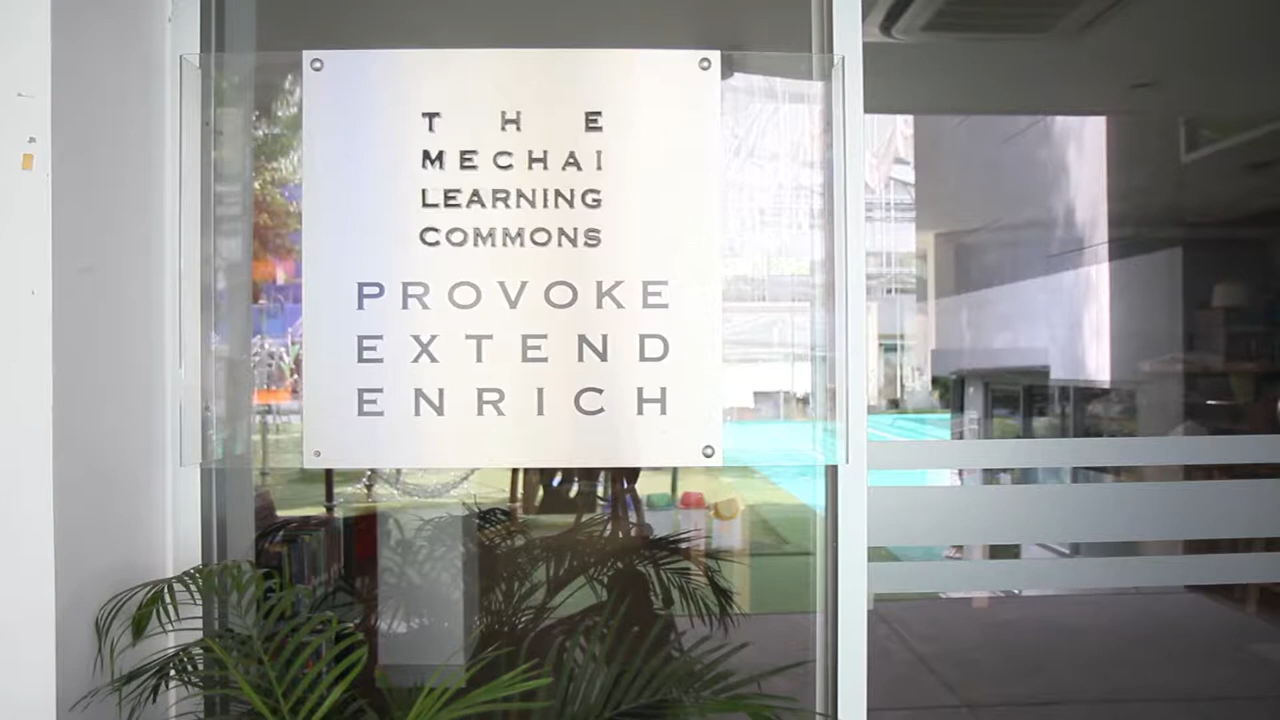 THE
MECHAI
LEARNING
COMMONS
PROVOKE
EXTEND
ENRICH